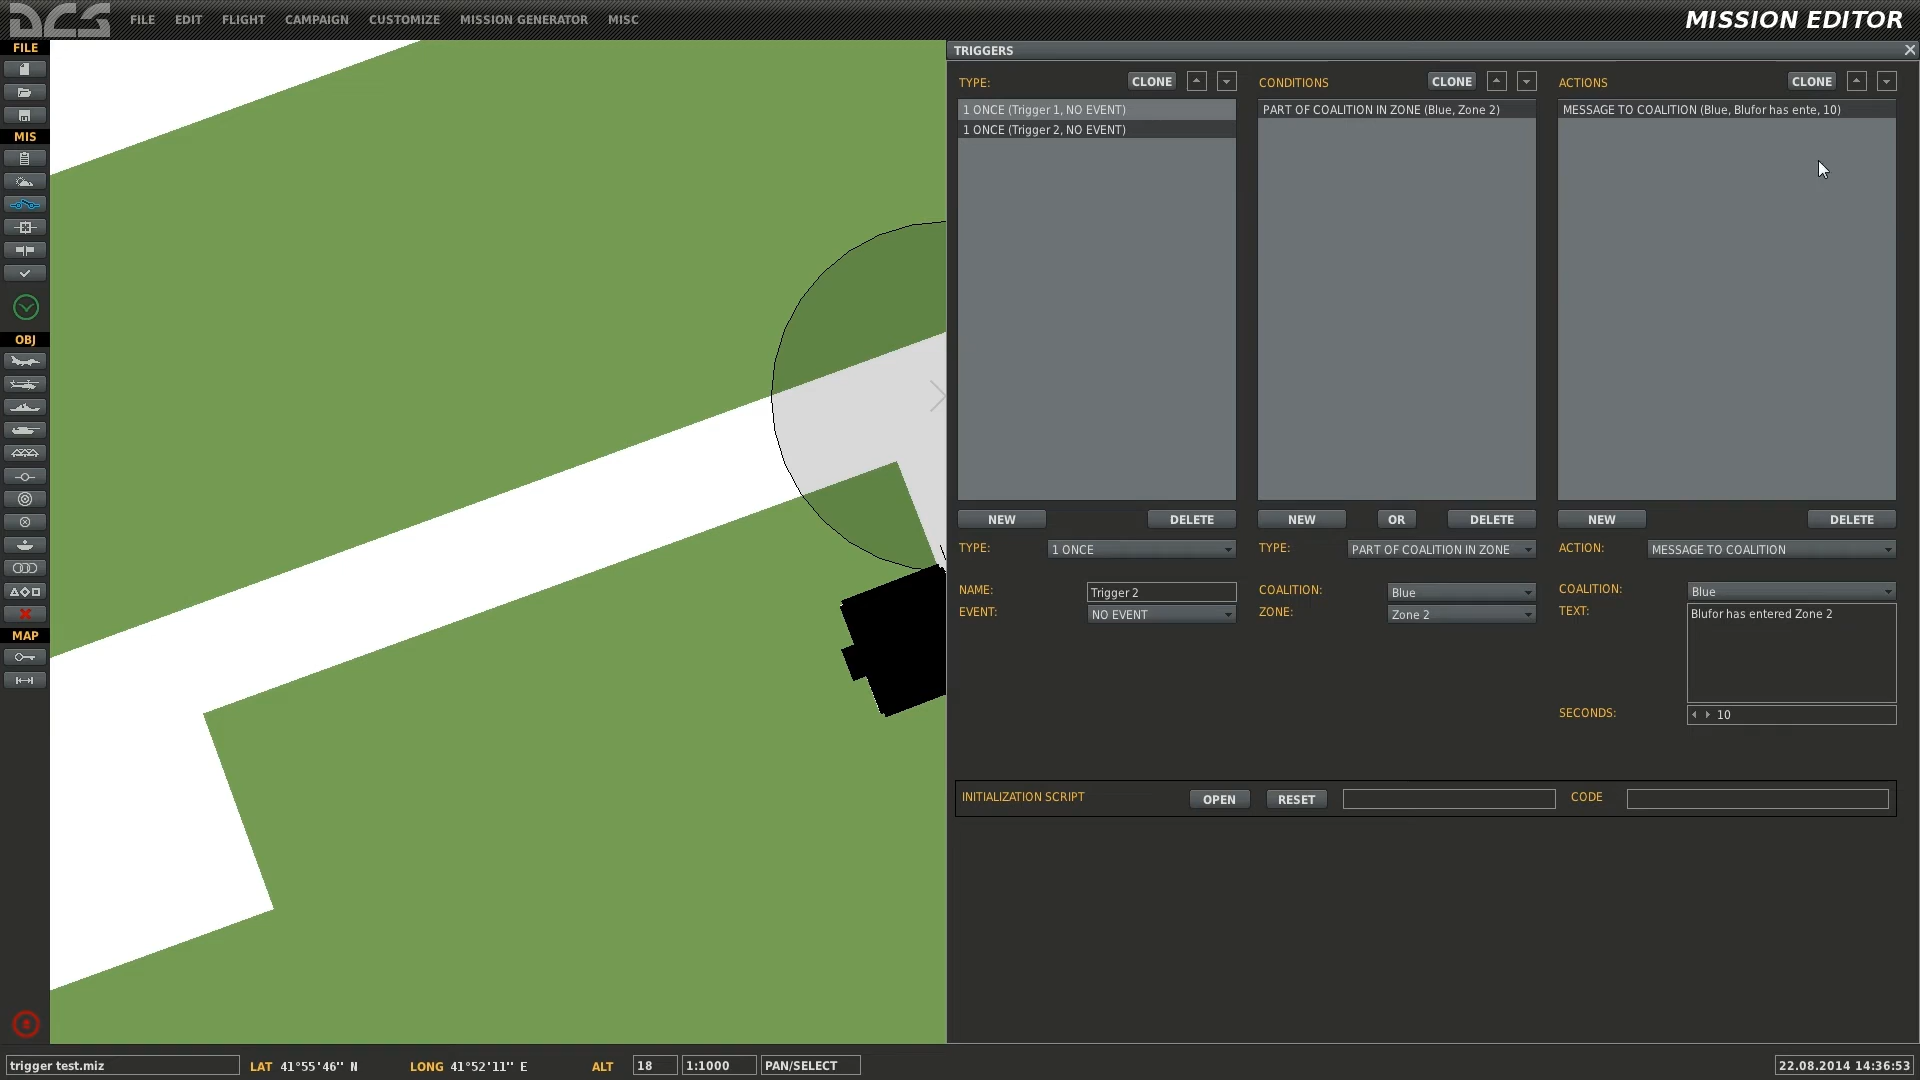 DCS
FILE EDIT FLIGHT CAMPAIGN CUSTOMIZE MISSION GENERATOR MISC
MISSION EDITOR
FILE
MIS
OBJ
MAP
TRIGGERS
TYPE: CLONE
1 ONCE (Trigger 1, NO EVENT)
1 ONCE (Trigger 2, NO EVENT)
NEW DELETE
TYPE: 1 ONCE
NAME: Trigger 2
EVENT: NO EVENT
CONDITIONS CLONE
PART OF COALITION IN ZONE (Blue, Zone 2)
NEW OR DELETE
TYPE: PART OF COALITION IN ZONE
COALITION: Blue
ZONE: Zone 2
ACTIONS CLONE
MESSAGE TO COALITION (Blue, Blufor has ente, 10)
NEW DELETE
ACTION: MESSAGE TO COALITION
COALITION: Blue
TEXT: Blufor has entered Zone 2
SECONDS: 10
INITIALIZATION SCRIPT OPEN RESET CODE
trigger test.miz LAT 41°55'46" N LONG 41°52'11" E ALT 18 1:1000 PAN/SELECT 22.08.2014 14:36:53